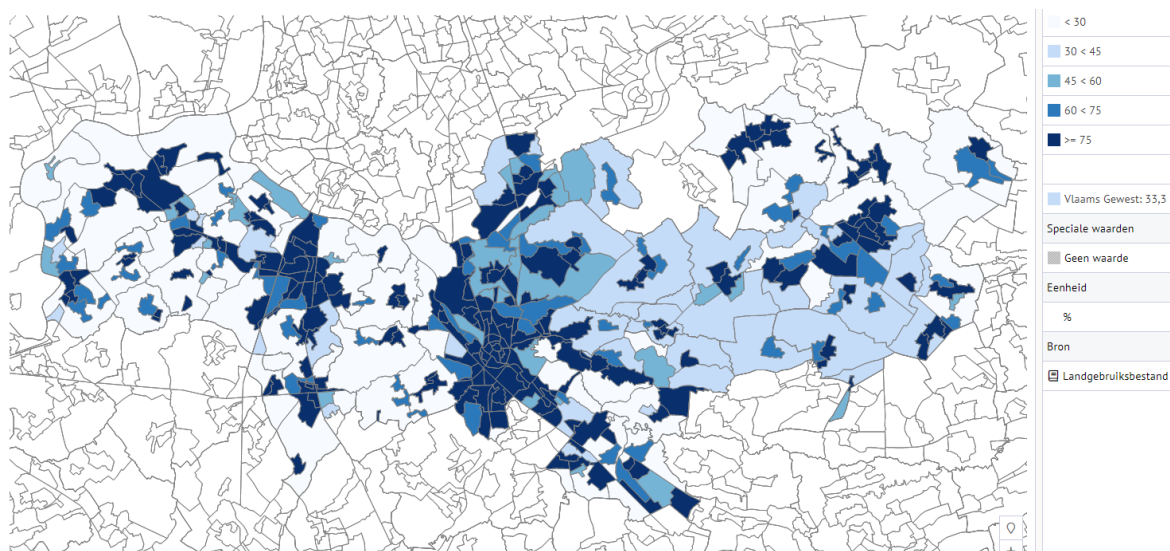 < 30
30 < 45
45 < 60
60 < 75
>= 75
Vlaams Gewest: 33,3
Speciale waarden
Geen waarde
Eenheid
%
Bron
Landgebruiksbestand